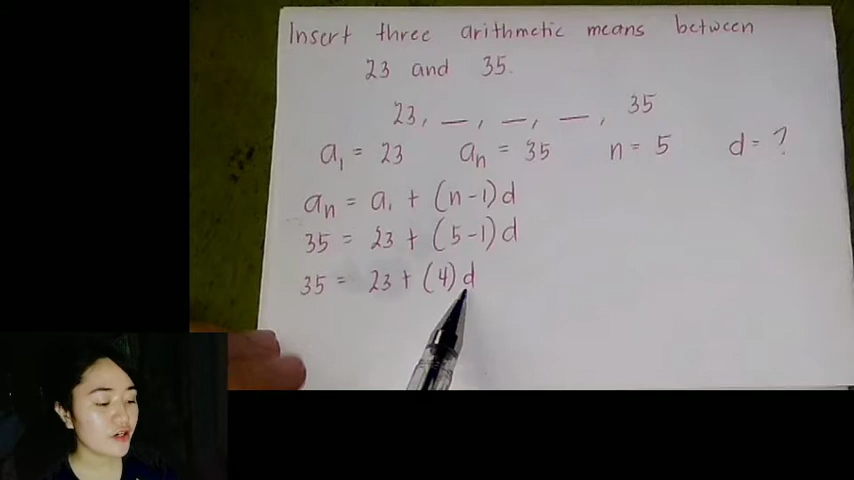 Insert three arithmetic means between
23 and 35.
23, __, __, __, 35
a₁ = 23 aₙ = 35 n = 5 d = ?
aₙ = a₁ + (n-1)d
35 = 23 + (5-1)d
35 = 23 + (4)d